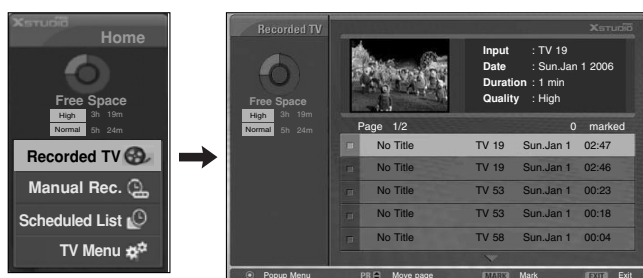 XSTUDIO
Home
Free Space
High 3h 19m
Normal 5h 24m
Recorded TV
Manual Rec.
Scheduled List
TV Menu
Recorded TV
XSTUDIO
Free Space
High 3h 19m
Normal 5h 24m
Input : TV 19
Date : Sun.Jan 1 2006
Duration : 1 min
Quality : High
Page 1/2 0 marked
No Title TV 19 Sun.Jan 1 02:47
No Title TV 19 Sun.Jan 1 02:46
No Title TV 53 Sun.Jan 1 00:23
No Title TV 53 Sun.Jan 1 00:18
No Title TV 58 Sun.Jan 1 00:04
Popup Menu PR Move page MARK Mark EXIT Exit